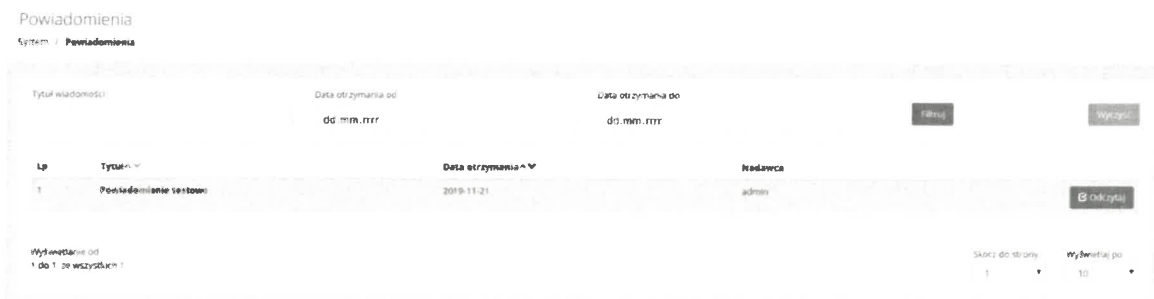 Powiadomienia
System / Powiadomienia
Tytuł wiadomości
Data otrzymania od
Data otrzymania do
dd.mm.rrrr
dd.mm.rrrr
Filtruj
Wyczyść
Lp
Tytuł
Data otrzymania
Nadawca
1
Powiadomienie testowe
2019-11-21
admin
Odczytaj
Wyświetlanie od
1 do 1 ze wszystkich 1
Skocz do strony
Wyświetlaj po
1
10